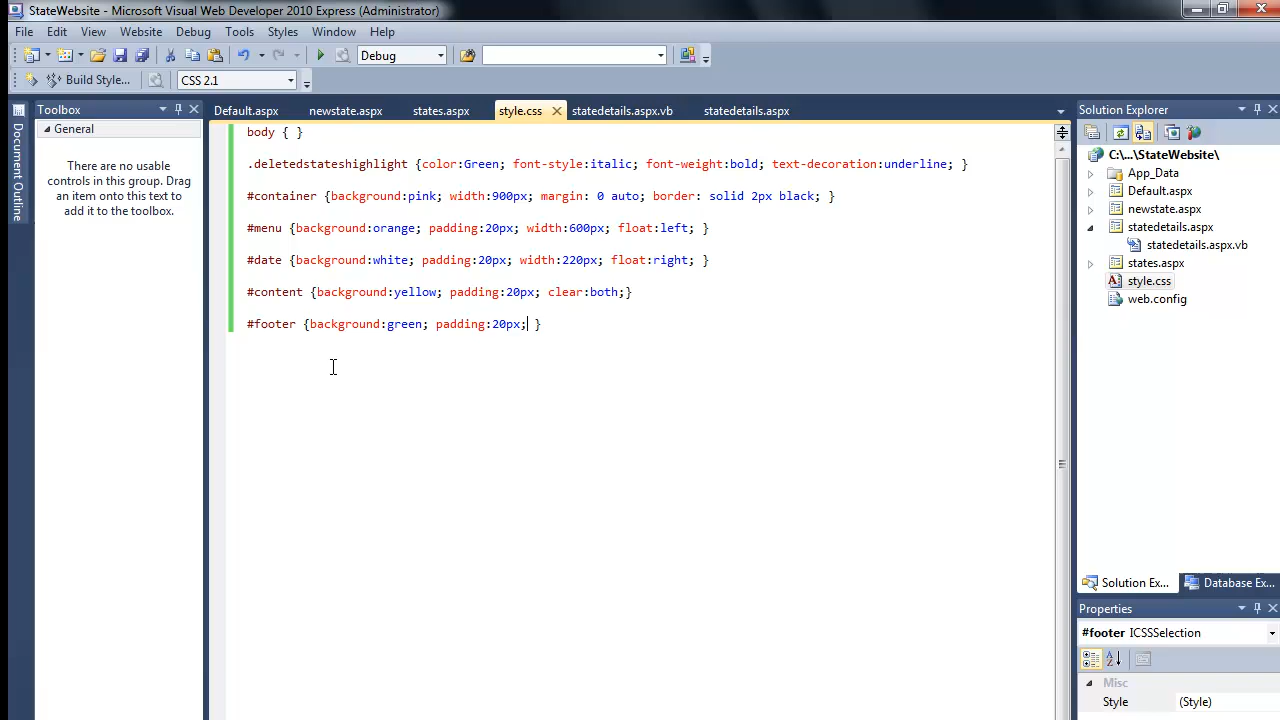 StateWebsite - Microsoft Visual Web Developer 2010 Express (Administrator)
File Edit View Website Debug Tools Styles Window Help
Debug
Build Style... CSS 2.1
Toolbox
General
There are no usable
controls in this group. Drag
an item onto this text to
add it to the toolbox.
Document Outline
Default.aspx newstate.aspx states.aspx style.css statedetails.aspx.vb statedetails.aspx
body { }
.deletedstateshighlight {color:Green; font-style:italic; font-weight:bold; text-decoration:underline; }
#container {background:pink; width:900px; margin: 0 auto; border: solid 2px black; }
#menu {background:orange; padding:20px; width:600px; float:left; }
#date {background:white; padding:20px; width:220px; float:right; }
#content {background:yellow; padding:20px; clear:both;}
#footer {background:green; padding:20px; }
Solution Explorer
C:\...\StateWebsite\
App_Data
Default.aspx
newstate.aspx
statedetails.aspx
statedetails.aspx.vb
states.aspx
style.css
web.config
Solution Ex... Database Ex...
Properties
#footer ICSSSelection
Misc
Style (Style)